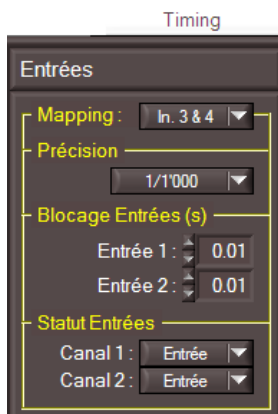 Timing
Entrées
Mapping : In. 3 & 4
Précision
1/1'000
Blocage Entrées (s)
Entrée 1 : 0.01
Entrée 2 : 0.01
Statut Entrées
Canal 1 : Entrée
Canal 2 : Entrée